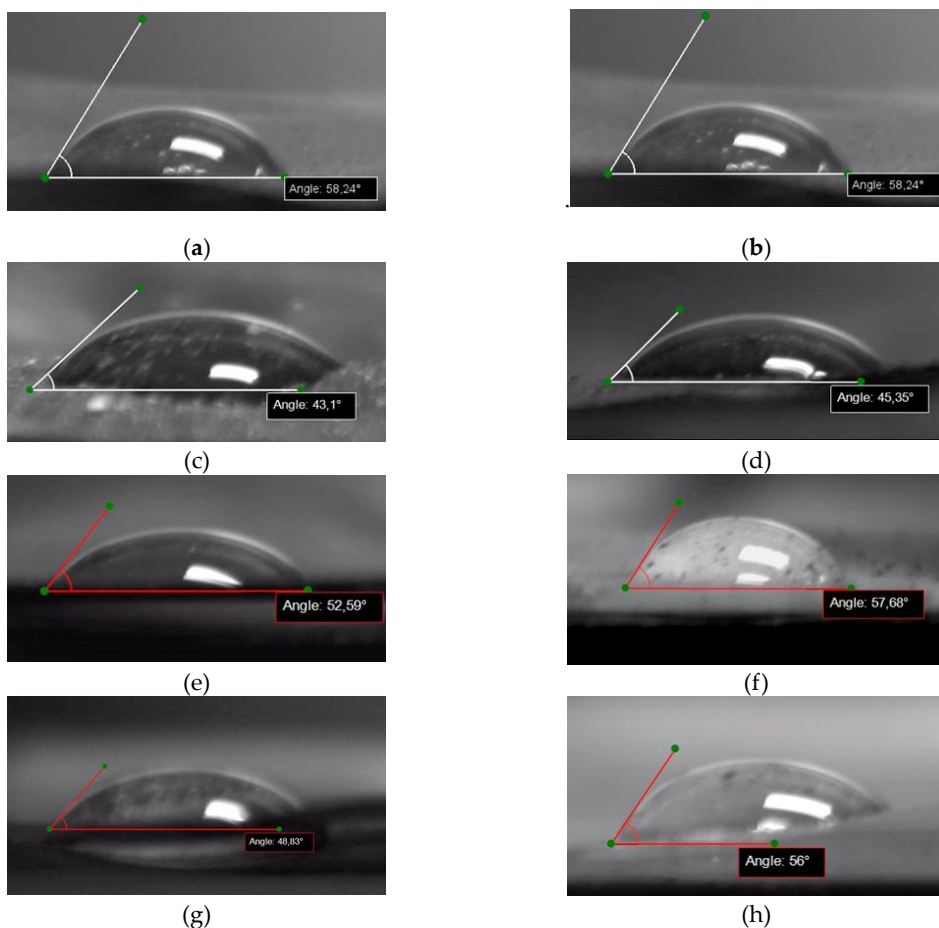 Angle: 58,24°
Angle: 58,24°
.
(a)
(b)
Angle: 43,1°
Angle: 45,35°
(c)
(d)
Angle: 52,59°
Angle: 57,68°
(e)
(f)
Angle: 48,83°
Angle: 56°
(g)
(h)